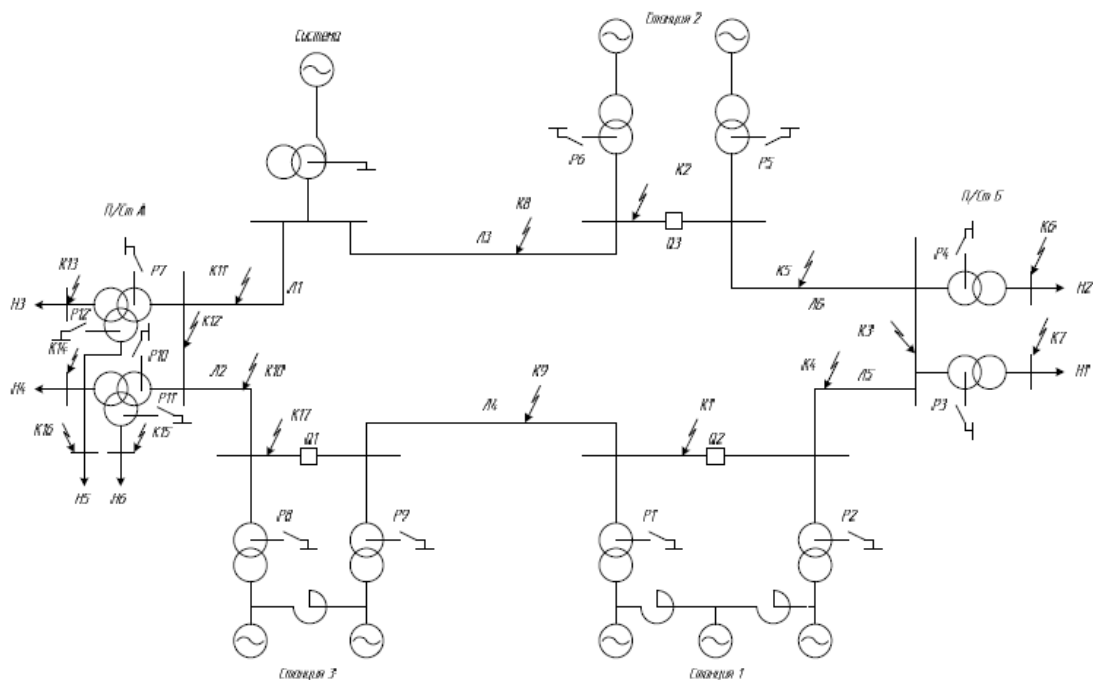 Система
Станция 2
Р6
Р5
К2
Q3
П/Ст А
П/Ст Б
К8
Л3
К13
Р7
К11
Л1
К5
Л6
Р4
К6
Н3
Н2
Р12
К12
К14
Р10
К3
К7
Н4
Л2
К10
К9
К4
Л5
Н1
Р11
Л4
Р3
К16
К15
К17
Q1
К1
Q2
Н5
Н6
Р8
Р9
Р1
Р2
Станция 3
Станция 1